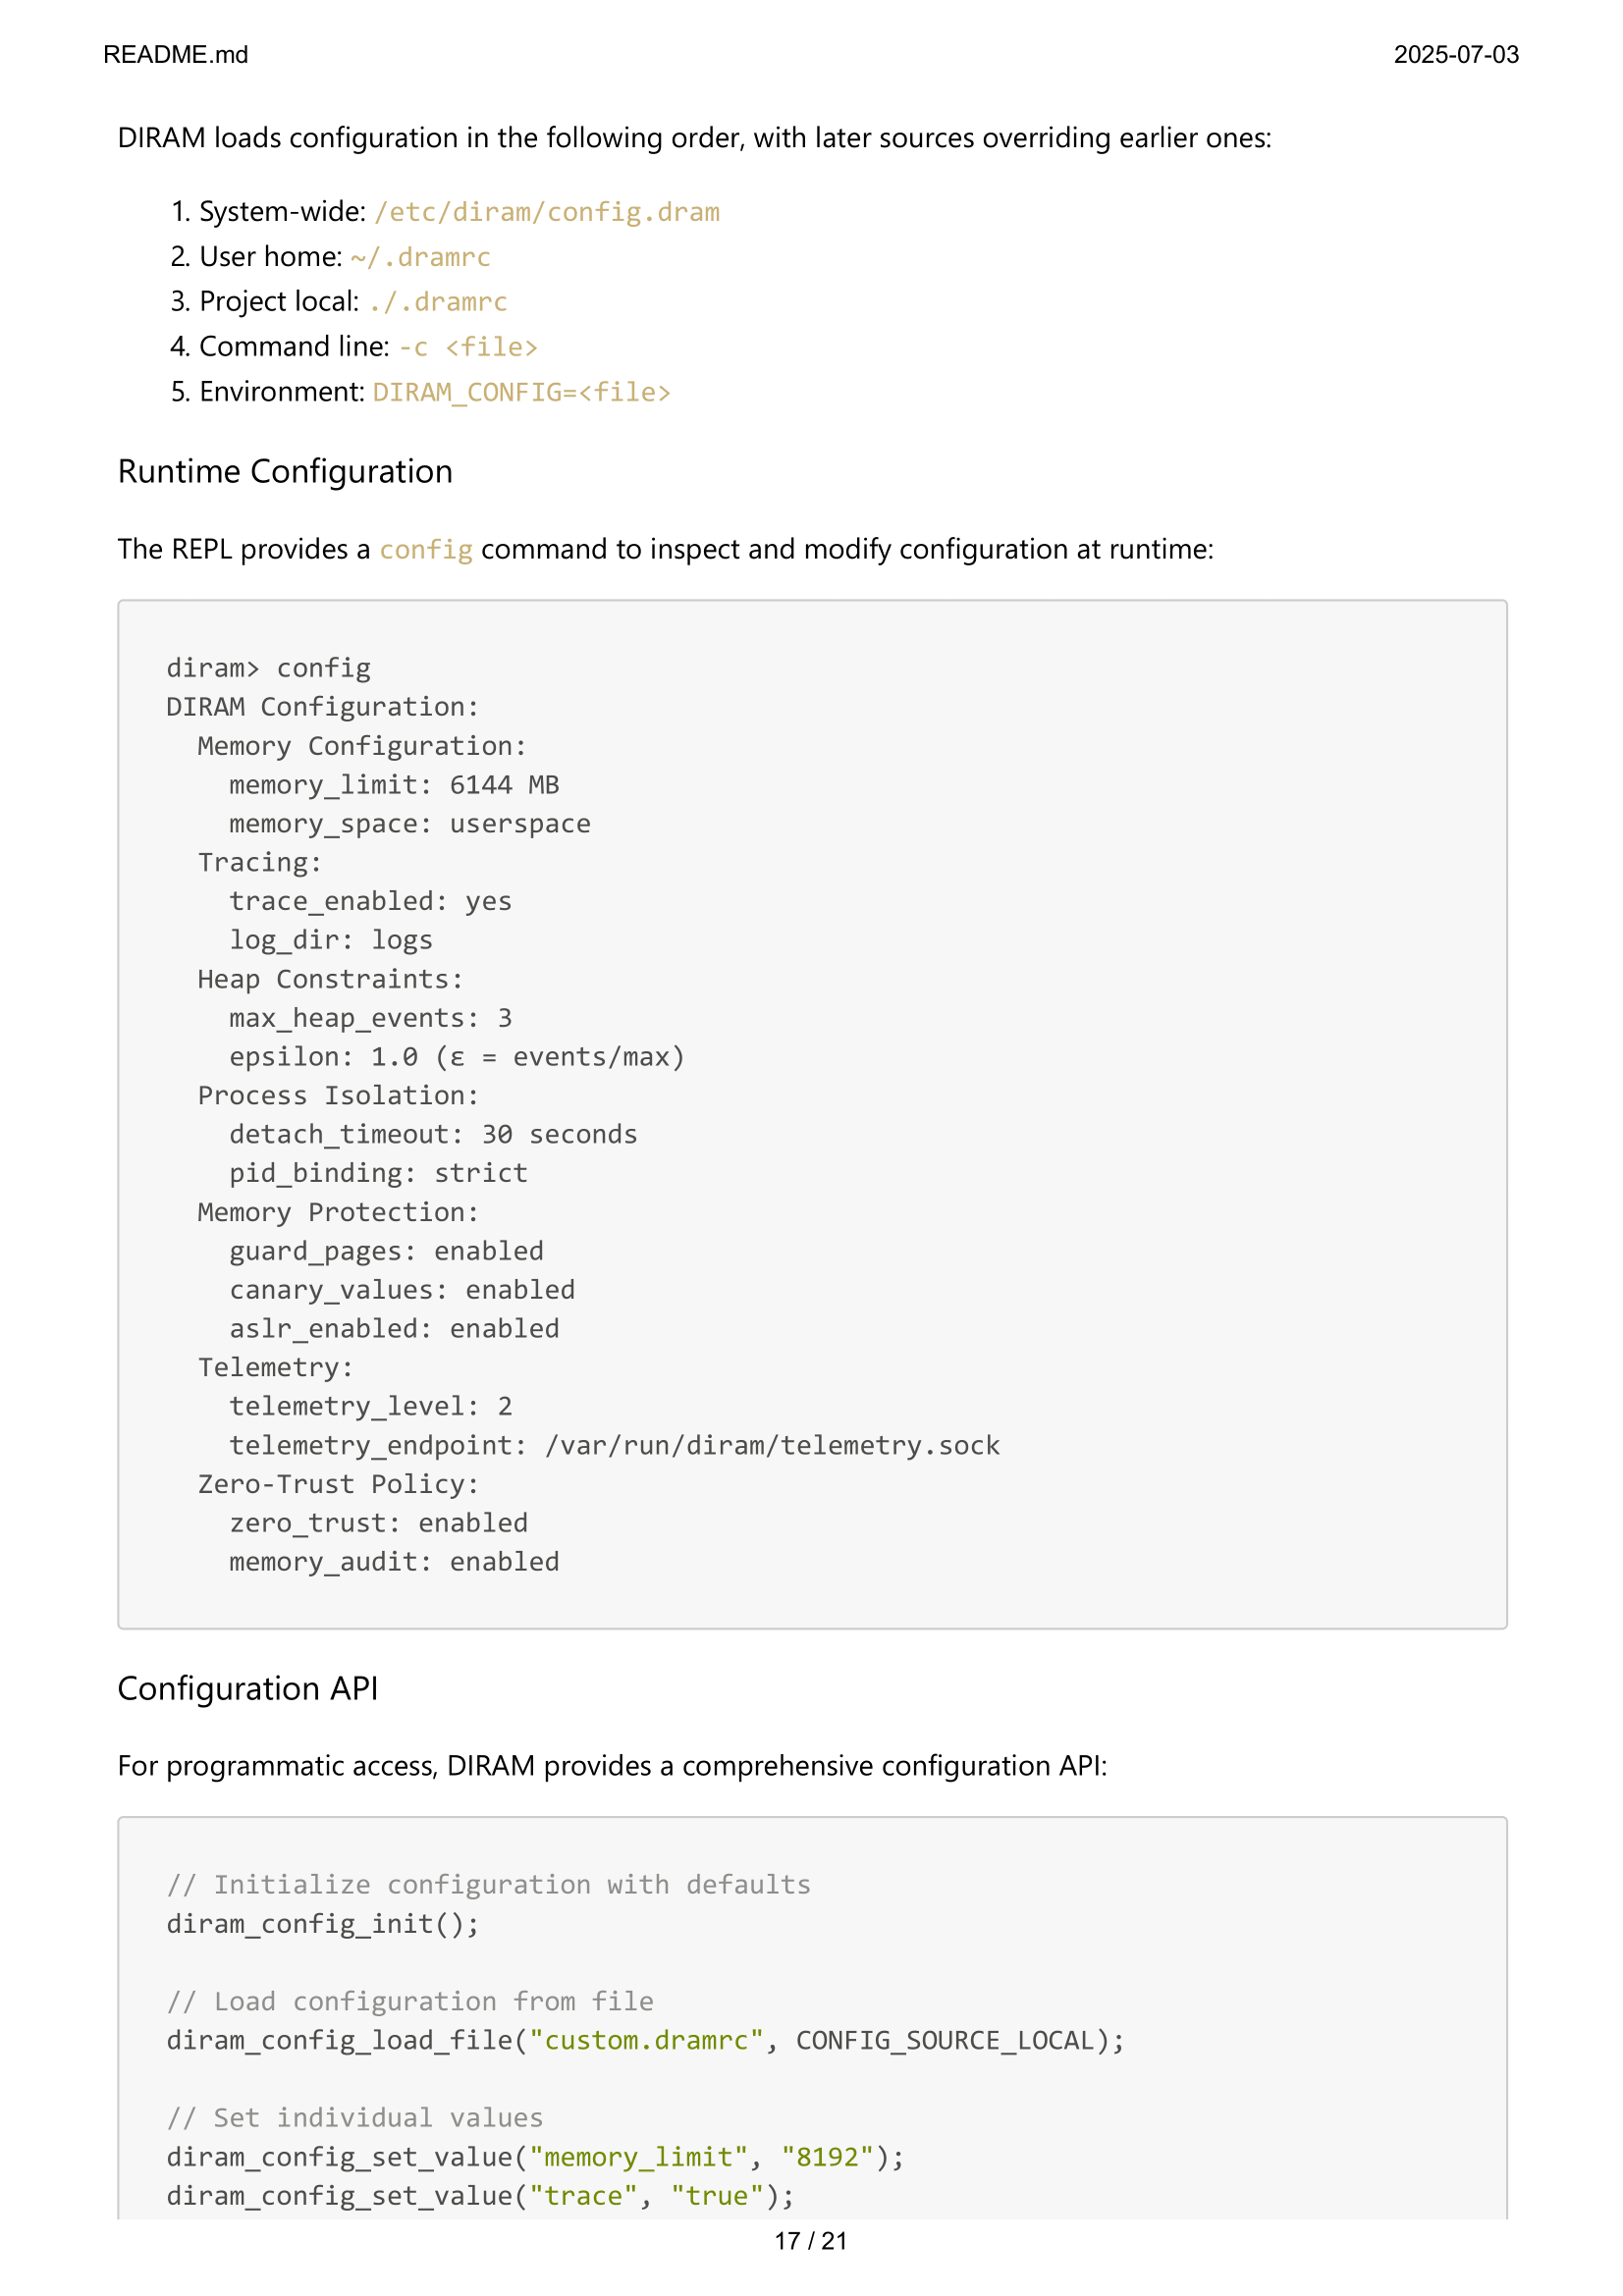 README.md
2025-07-03
DIRAM loads configuration in the following order, with later sources overriding earlier ones:
1. System-wide: /etc/diram/config.dram
2. User home: ~/.dramrc
3. Project local: ./.dramrc
4. Command line: -c <file>
5. Environment: DIRAM_CONFIG=<file>
Runtime Configuration
The REPL provides a config command to inspect and modify configuration at runtime:
diram> config
DIRAM Configuration:
  Memory Configuration:
    memory_limit: 6144 MB
    memory_space: userspace
  Tracing:
    trace_enabled: yes
    log_dir: logs
  Heap Constraints:
    max_heap_events: 3
    epsilon: 1.0 (ε = events/max)
  Process Isolation:
    detach_timeout: 30 seconds
    pid_binding: strict
  Memory Protection:
    guard_pages: enabled
    canary_values: enabled
    aslr_enabled: enabled
  Telemetry:
    telemetry_level: 2
    telemetry_endpoint: /var/run/diram/telemetry.sock
  Zero-Trust Policy:
    zero_trust: enabled
    memory_audit: enabled
Configuration API
For programmatic access, DIRAM provides a comprehensive configuration API:
// Initialize configuration with defaults
diram_config_init();
// Load configuration from file
diram_config_load_file("custom.dramrc", CONFIG_SOURCE_LOCAL);
// Set individual values
diram_config_set_value("memory_limit", "8192");
diram_config_set_value("trace", "true");
17 / 21